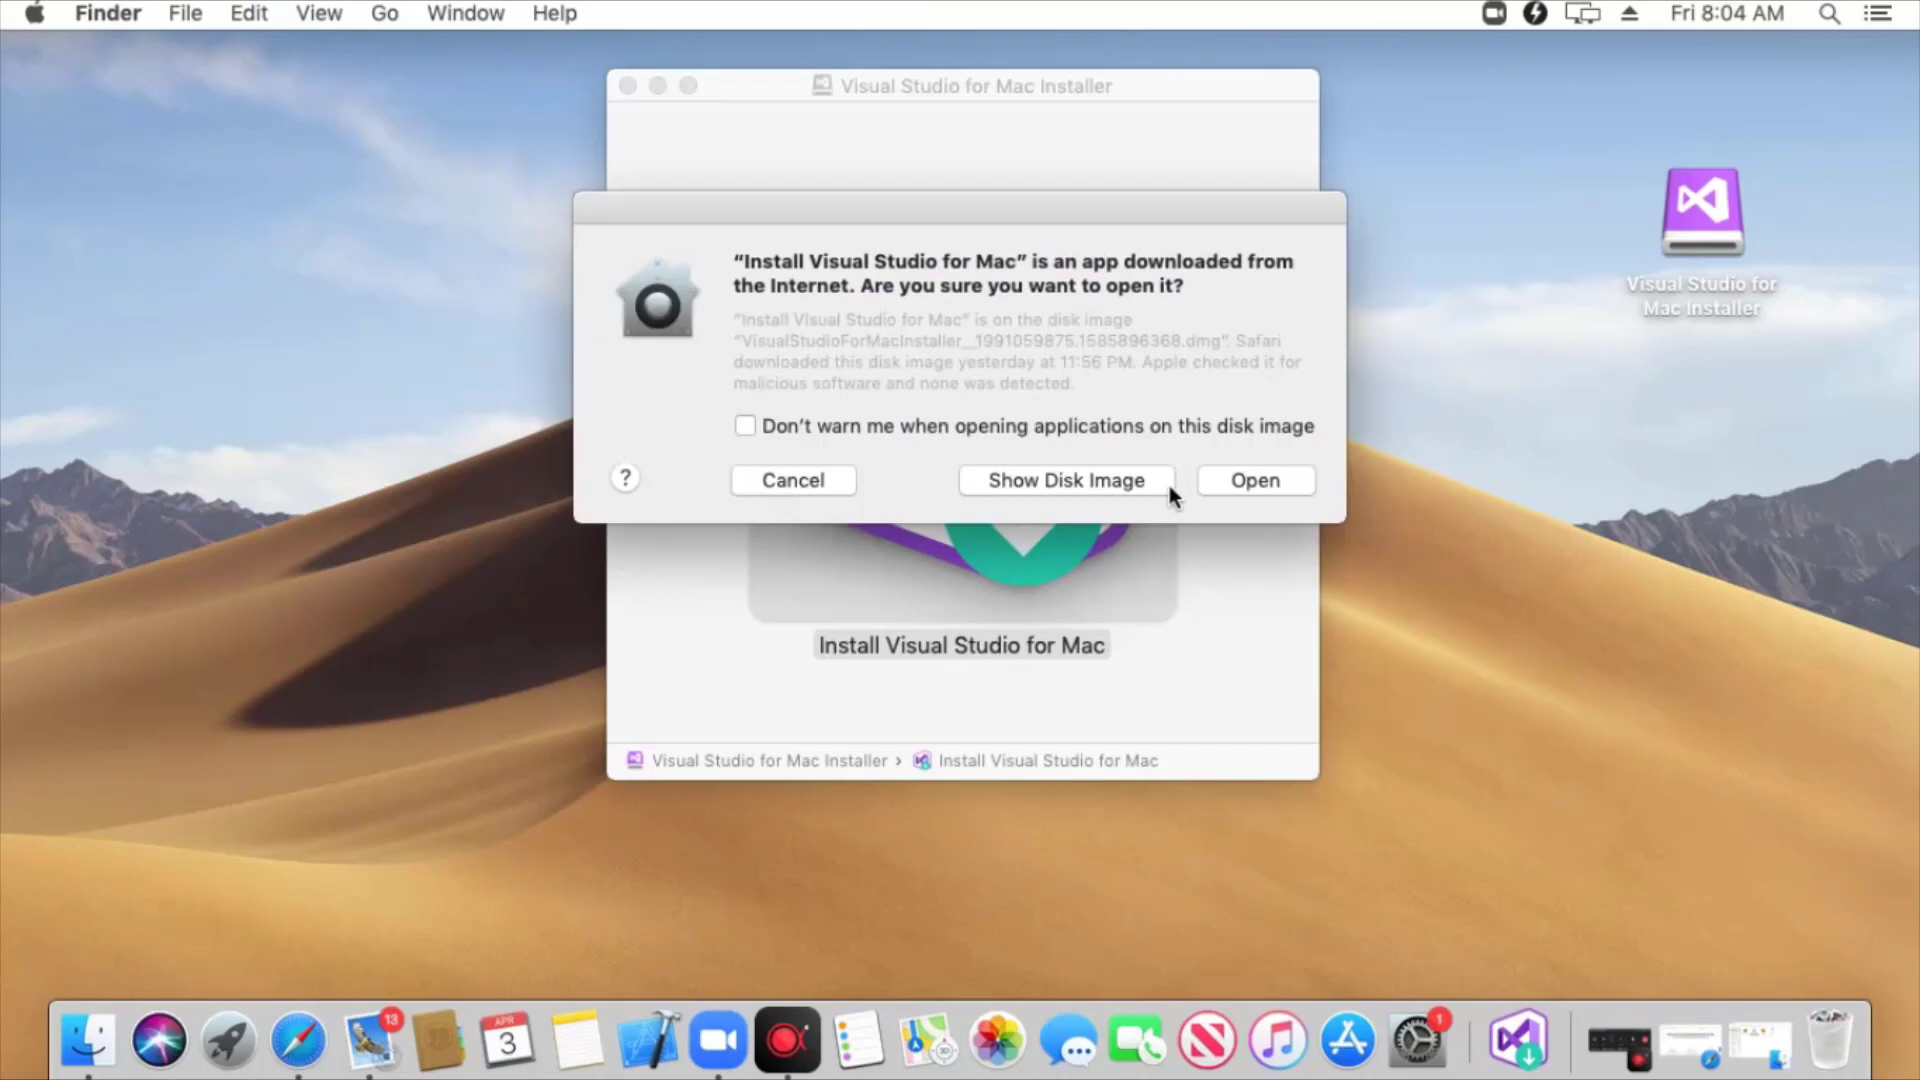 Finder File Edit View Go Window Help Fri 8:04 AM
Visual Studio for Mac Installer
“Install Visual Studio for Mac” is an app downloaded from
the Internet. Are you sure you want to open it?
“Install Visual Studio for Mac” is on the disk image
“VisualStudioForMacInstaller__1991059875.1585896368.dmg”. Safari
downloaded this disk image yesterday at 11:56 PM. Apple checked it for
malicious software and none was detected.
Don’t warn me when opening applications on this disk image
? Cancel Show Disk Image Open
Visual Studio for
Mac Installer
Install Visual Studio for Mac
Visual Studio for Mac Installer › Install Visual Studio for Mac
13
APR
3
1